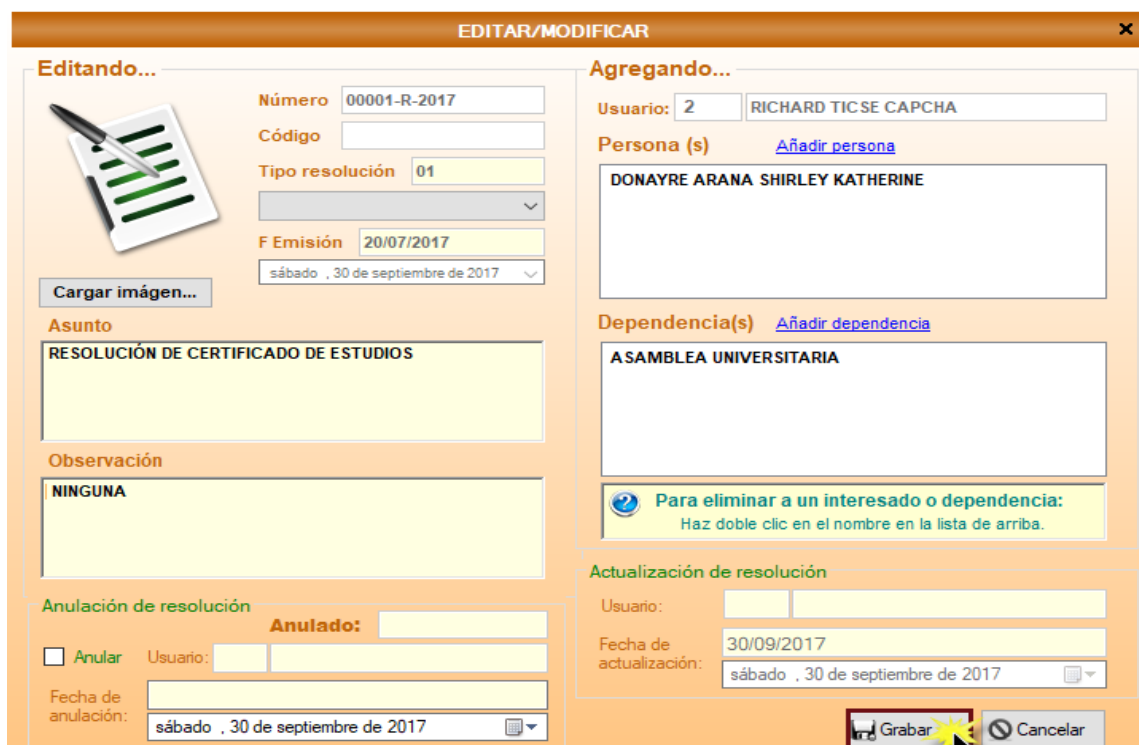 EDITAR/MODIFICAR
Editando...
Número 00001-R-2017
Código
Tipo resolución 01
F Emisión 20/07/2017
sábado , 30 de septiembre de 2017
Cargar imágen...
Asunto
RESOLUCIÓN DE CERTIFICADO DE ESTUDIOS
Observación
NINGUNA
Anulación de resolución
Anulado:
Anular Usuario:
Fecha de
anulación:
sábado , 30 de septiembre de 2017
Agregando...
Usuario: 2 RICHARD TICSE CAPCHA
Persona (s) Añadir persona
DONAYRE ARANA SHIRLEY KATHERINE
Dependencia(s) Añadir dependencia
ASAMBLEA UNIVERSITARIA
Para eliminar a un interesado o dependencia:
Haz doble clic en el nombre en la lista de arriba.
Actualización de resolución
Usuario:
Fecha de
actualización:
30/09/2017
sábado , 30 de septiembre de 2017
Grabar Cancelar